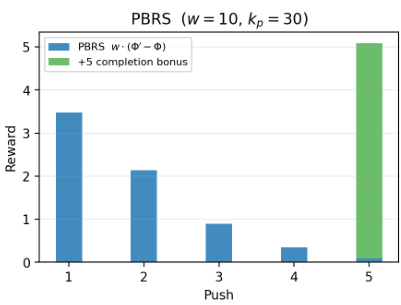 PBRS (w = 10, kₚ = 30)
PBRS w · (Φ′ − Φ)
+5 completion bonus
Reward
5
4
3
2
1
0
1 2 3 4 5
Push